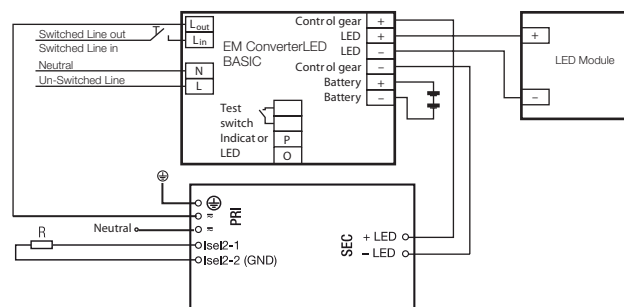 Switched Line out
Switched Line in
Neutral
Un-Switched Line
Lout
Lin
N
L
EM ConverterLED
BASIC
Test
switch
Indicator
LED
P
O
Control gear +
LED +
LED –
Control gear –
Battery +
Battery –
+
–
LED Module
R
Neutral
=
=
PRI
Isel2-1
Isel2-2 (GND)
SEC
+ LED
– LED